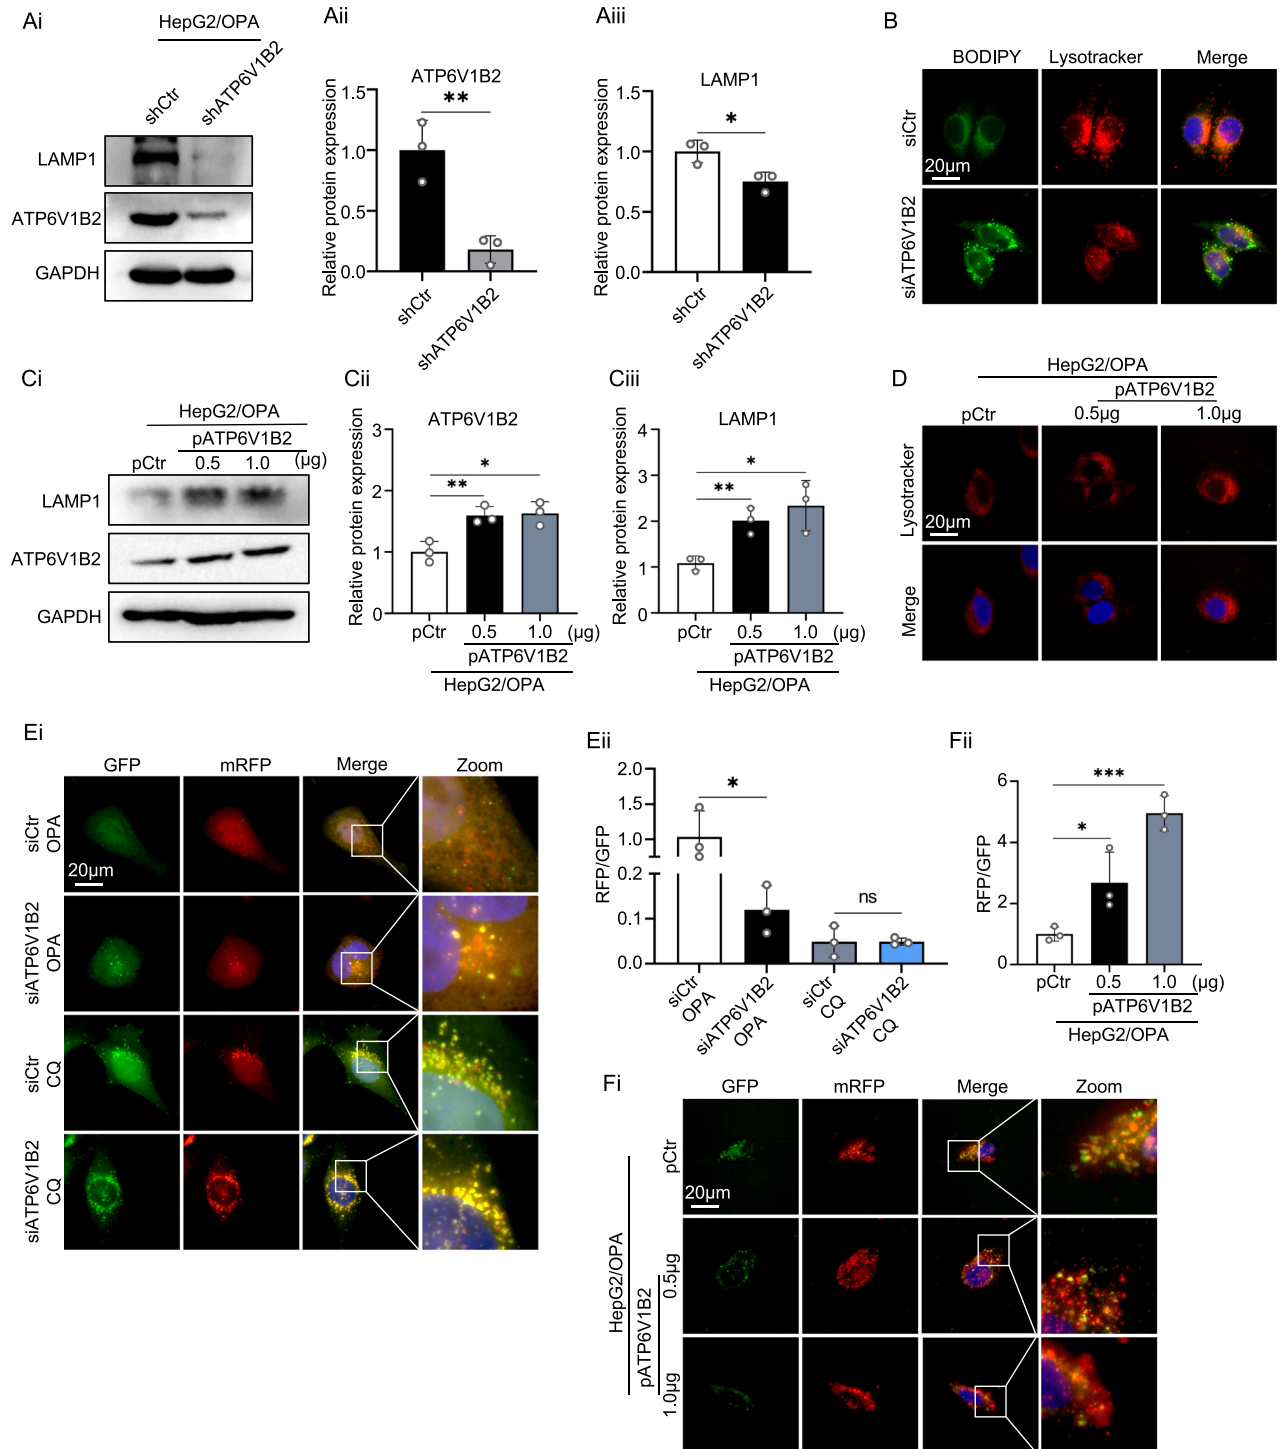 Ai
HepG2/OPA
shCtr
shATP6V1B2
LAMP1
ATP6V1B2
GAPDH
Aii
ATP6V1B2
Relative protein expression
1.5
1.0
0.5
0.0
**
shCtr
shATP6V1B2
Aiii
LAMP1
Relative protein expression
1.5
1.0
0.5
0.0
*
shCtr
shATP6V1B2
B
BODIPY Lysotracker Merge
siCtr
20μm
siATP6V1B2
Ci
HepG2/OPA
pATP6V1B2
pCtr 0.5 1.0 (μg)
LAMP1
ATP6V1B2
GAPDH
Cii
ATP6V1B2
Relative protein expression
3
2
1
0
*
**
pCtr 0.5 1.0 (μg)
pATP6V1B2
HepG2/OPA
Ciii
LAMP1
Relative protein expression
4
3
2
1
0
*
**
pCtr 0.5 1.0 (μg)
pATP6V1B2
HepG2/OPA
D
HepG2/OPA
pATP6V1B2
pCtr 0.5μg 1.0μg
Lysotracker
20μm
Merge
Ei
GFP mRFP Merge Zoom
siCtr
OPA
20μm
siATP6V1B2
OPA
siCtr
CQ
siATP6V1B2
CQ
Eii
RFP/GFP
2.0
1.5
1.0
0.2
0.1
0.0
*
ns
siCtr
OPA
siATP6V1B2
OPA
siCtr
CQ
siATP6V1B2
CQ
Fii
RFP/GFP
6
4
2
0
***
*
pCtr 0.5 1.0 (μg)
pATP6V1B2
HepG2/OPA
Fi
GFP mRFP Merge Zoom
HepG2/OPA
pCtr
20μm
pATP6V1B2
0.5μg
1.0μg